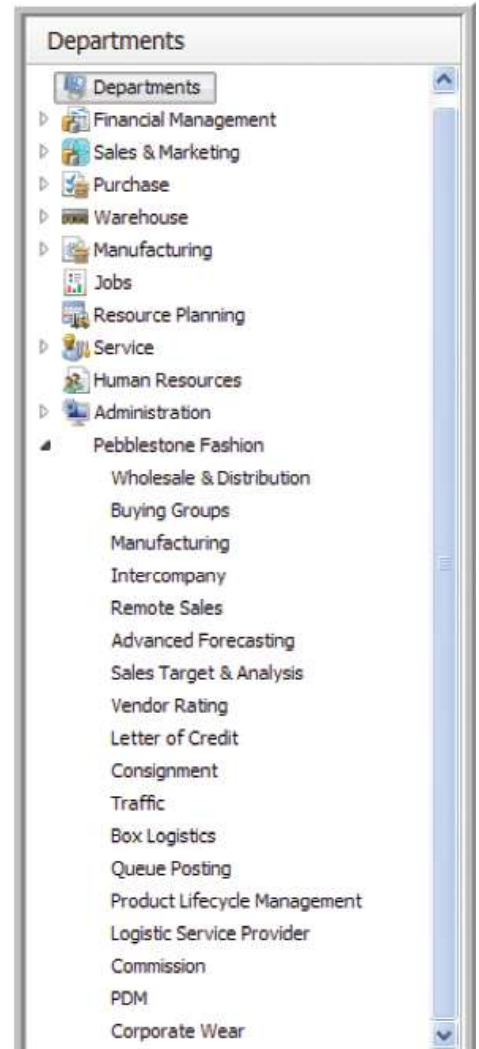 Departments
Departments
Financial Management
Sales & Marketing
Purchase
Warehouse
Manufacturing
Jobs
Resource Planning
Service
Human Resources
Administration
Pebblestone Fashion
Wholesale & Distribution
Buying Groups
Manufacturing
Intercompany
Remote Sales
Advanced Forecasting
Sales Target & Analysis
Vendor Rating
Letter of Credit
Consignment
Traffic
Box Logistics
Queue Posting
Product Lifecycle Management
Logistic Service Provider
Commission
PDM
Corporate Wear